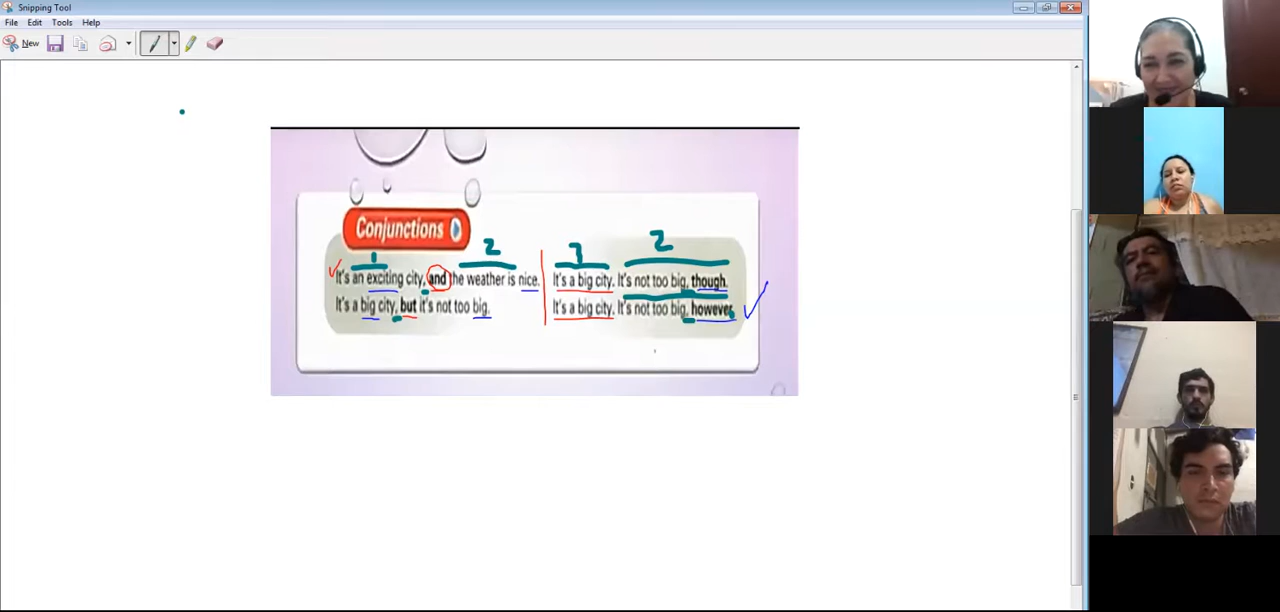 Snipping Tool
File Edit Tools Help
New
Conjunctions
1 2
It's an exciting city, and the weather is nice.
It's a big city, but it's not too big.
1 2
It's a big city. It's not too big, though.
It's a big city. It's not too big, however.